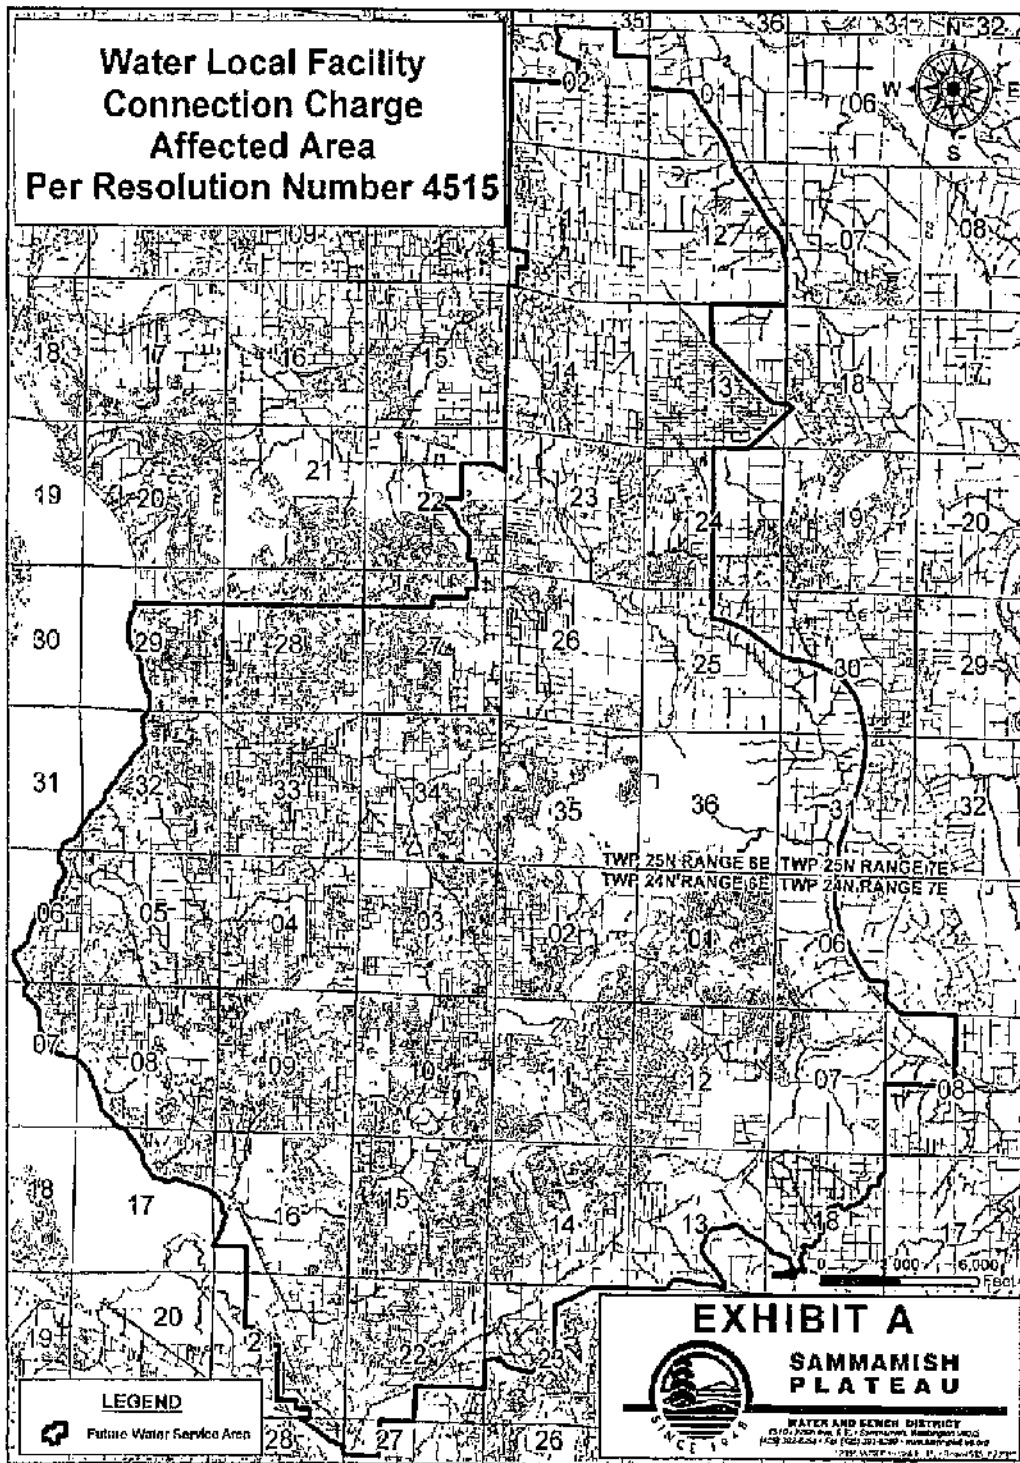 Water Local Facility
Connection Charge
Affected Area
Per Resolution Number 4515
35 36 31 N 32
02 01 06 W E
S
09 11 12 07 08
18 17 16 15 14 13 18 17
19 20 21 22 23 24 19 20
30 29 28 27 26 25 30 29
31 32 33 34 35 36 31 32
TWP 25N RANGE 6E TWP 25N RANGE 7E
TWP 24N RANGE 6E TWP 24N RANGE 7E
06 05 04 03 02 01 06
07 08 09 10 11 12 07 08
18 17 16 15 14 13 18 17
0 6,000
Feet
19 20 2 22 23
28 27 26
LEGEND
Future Water Service Area
EXHIBIT A
SAMMAMISH
PLATEAU
WATER AND SEWER DISTRICT
SINCE 1948